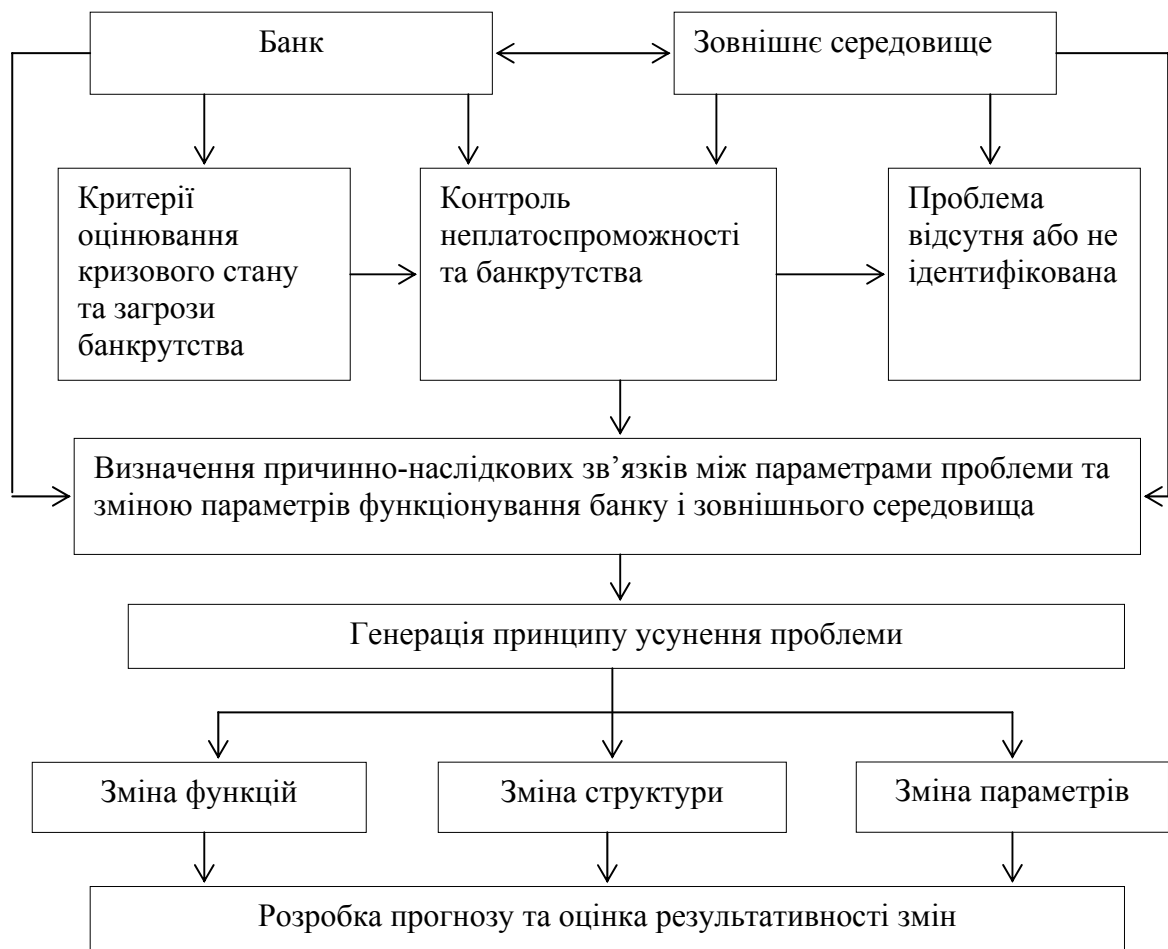 Банк
Зовнішнє середовище
Критерії
оцінювання
кризового стану
та загрози
банкрутства
Контроль
неплатоспроможності
та банкрутства
Проблема
відсутня або не
ідентифікована
Визначення причинно-наслідкових зв’язків між параметрами проблеми та
зміною параметрів функціонування банку і зовнішнього середовища
Генерація принципу усунення проблеми
Зміна функцій
Зміна структури
Зміна параметрів
Розробка прогнозу та оцінка результативності змін